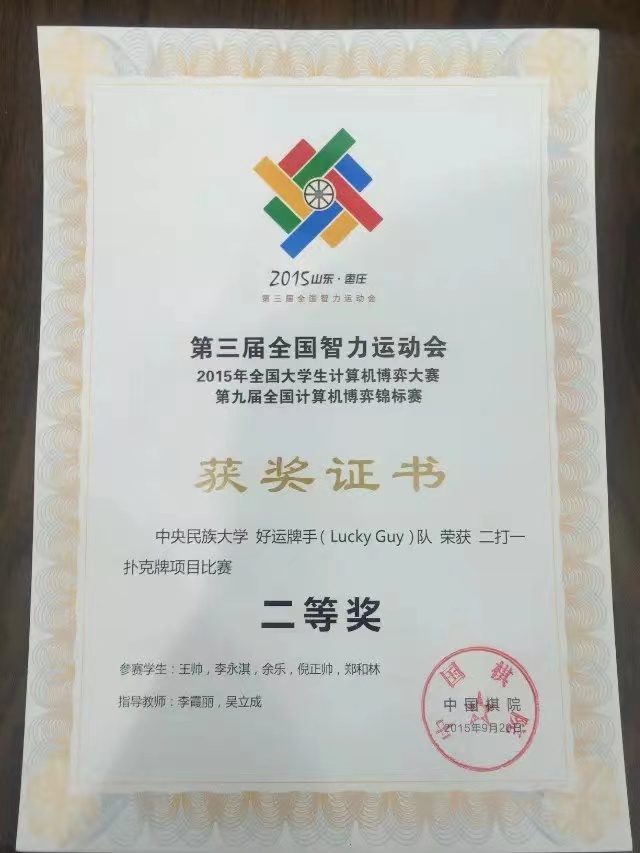 2015山东·枣庄
第三届全国智力运动会
第三届全国智力运动会
2015年全国大学生计算机博弈大赛
第九届全国计算机博弈锦标赛
获奖证书
中央民族大学 好运牌手(Lucky Guy)队 荣获 二打一
扑克牌项目比赛
二等奖
参赛学生:王帅,李永淇,余乐,倪正帅,郑和林
指导教师:李霞丽,吴立成
中国棋院
中国棋院
2015年9月20日